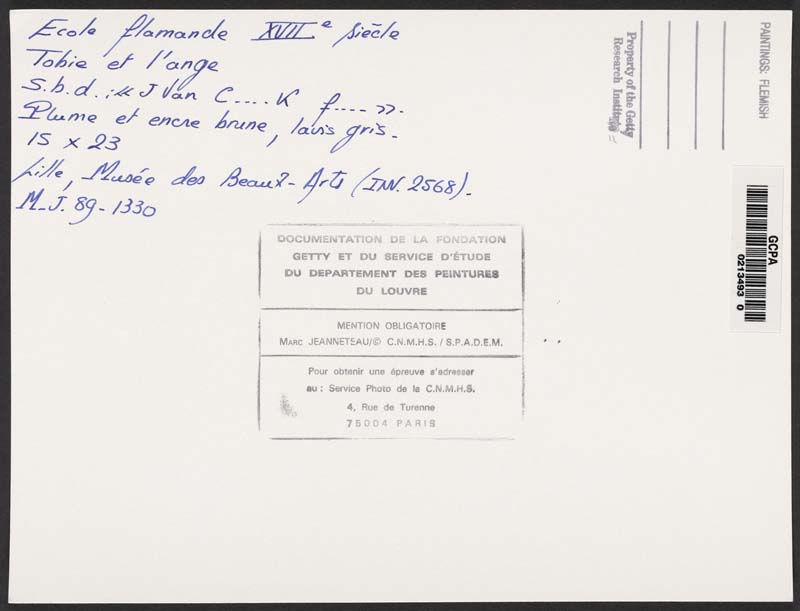 Ecole flamande XVIIe siècle
Tobie et l'ange
S.b.d. : « J Van C....K f.... ».
Plume et encre brune, lavis gris.
15 x 23
Lille, Musée des Beaux-Arts (INV. 2568).
M.J. 89-1330
DOCUMENTATION DE LA FONDATION
GETTY ET DU SERVICE D'ÉTUDE
DU DEPARTEMENT DES PEINTURES
DU LOUVRE
MENTION OBLIGATOIRE
MARC JEANNETEAU/© C.N.M.H.S. / S.P.A.D.E.M.
Pour obtenir une épreuve s'adresser
au : Service Photo de la C.N.M.H.S.
4, Rue de Turenne
75004 PARIS
Property of the Getty
Research Institute
PAINTINGS: FLEMISH
GCPA
0213493 0